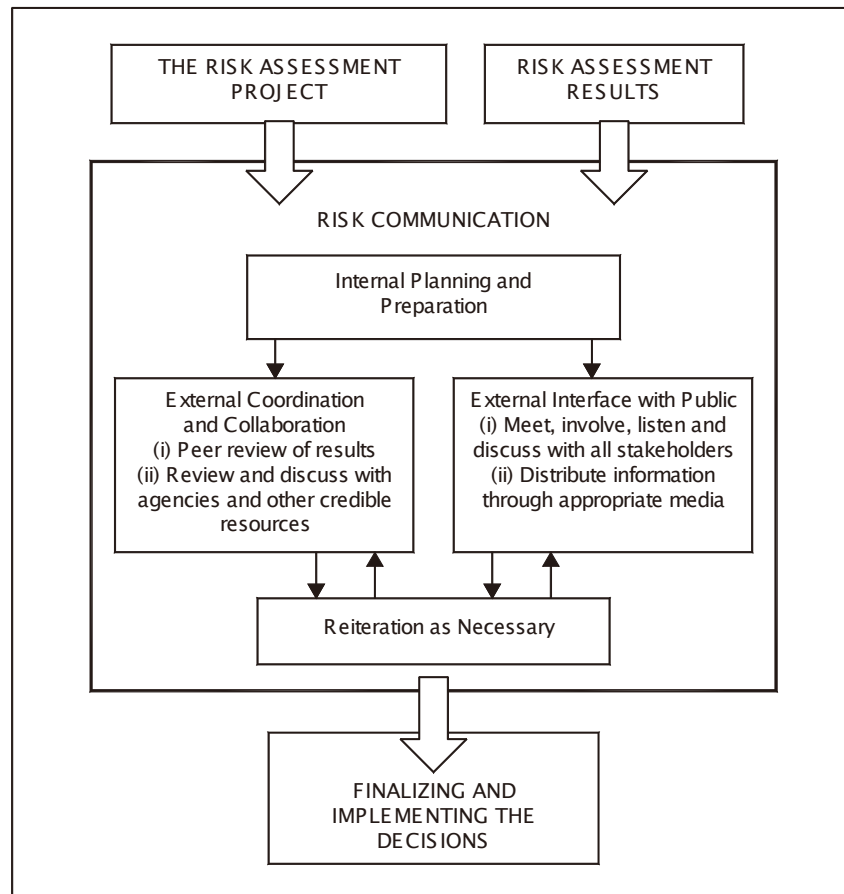 THE RISK ASSESSMENT
PROJECT
RISK ASSESSMENT
RESULTS
RISK COMMUNICATION
Internal Planning and
Preparation
External Coordination
and Collaboration
(i) Peer review of results
(ii) Review and discuss with
agencies and other credible
resources
External Interface with Public
(i) Meet, involve, listen and
discuss with all stakeholders
(ii) Distribute information
through appropriate media
Reiteration as Necessary
FINALIZING AND
IMPLEMENTING THE
DECISIONS